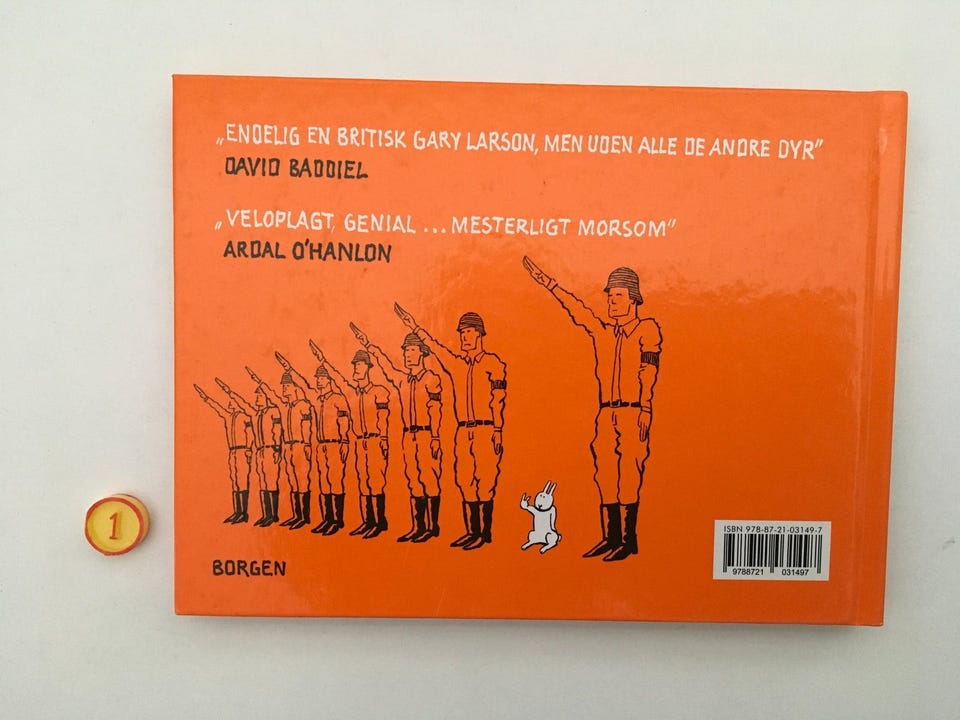 „ENDELIG EN BRITISK GARY LARSON, MEN UDEN ALLE DE ANDRE DYR”
DAVID BADDIEL
„VELOPLAGT, GENIAL ... MESTERLIGT MORSOM”
ARDAL O'HANLON
1
BORGEN
ISBN 978-87-21-03149-7
9788721 031497